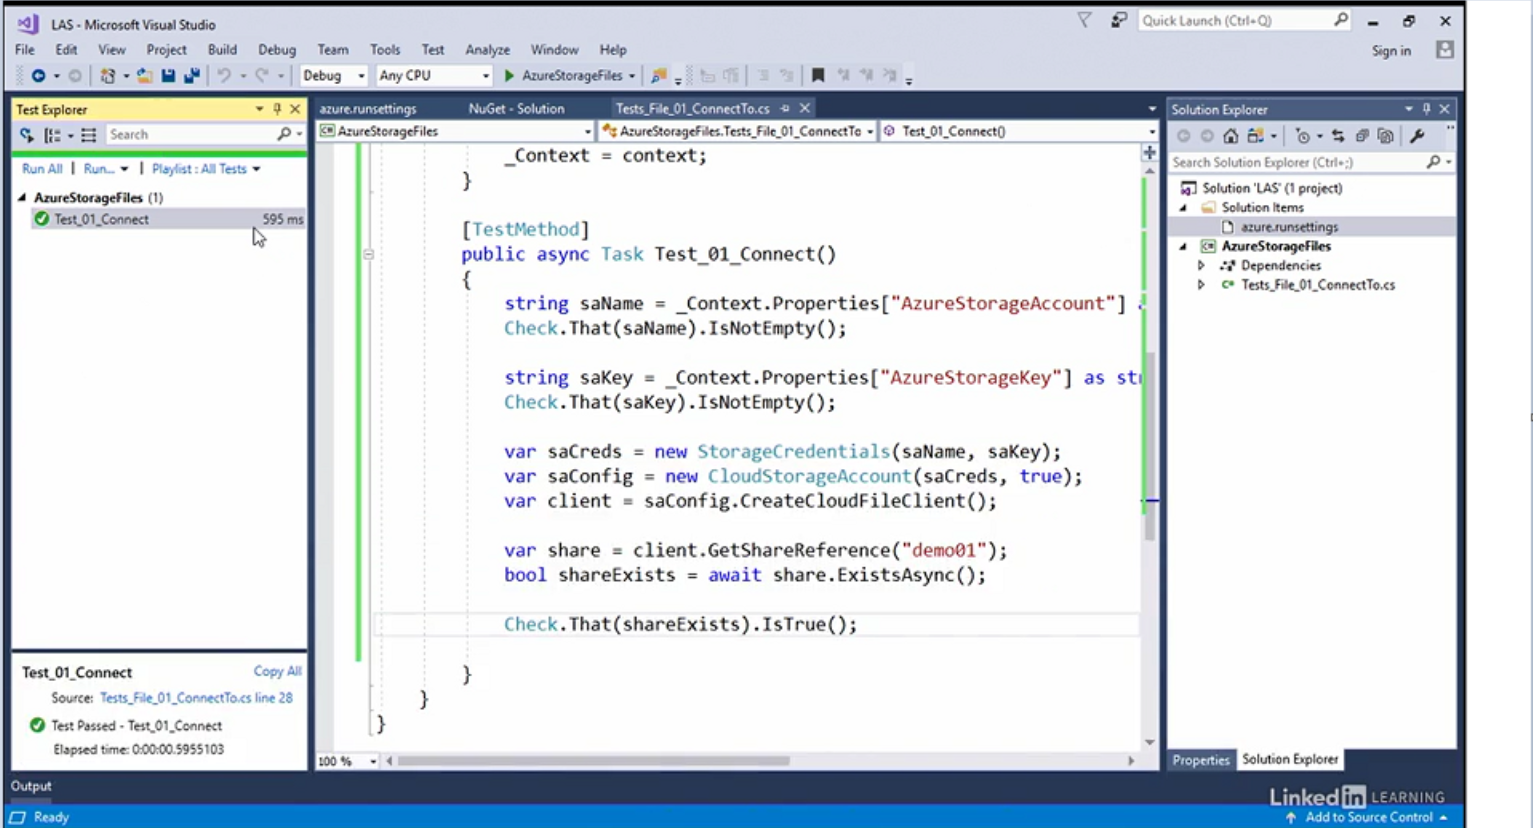 LAS - Microsoft Visual Studio
Quick Launch (Ctrl+Q)
File Edit View Project Build Debug Team Tools Test Analyze Window Help
Sign in
Debug Any CPU AzureStorageFiles
Test Explorer
Search
Run All | Run... | Playlist : All Tests
AzureStorageFiles (1)
Test_01_Connect 595 ms
Test_01_Connect Copy All
Source: Tests_File_01_ConnectTo.cs line 28
Test Passed - Test_01_Connect
Elapsed time: 0:00:00.5955103
azure.runsettings NuGet - Solution Tests_File_01_ConnectTo.cs
AzureStorageFiles AzureStorageFiles.Tests_File_01_ConnectTo Test_01_Connect()
_Context = context;
}
[TestMethod]
public async Task Test_01_Connect()
{
string saName = _Context.Properties["AzureStorageAccount"]
Check.That(saName).IsNotEmpty();
string saKey = _Context.Properties["AzureStorageKey"] as str
Check.That(saKey).IsNotEmpty();
var saCreds = new StorageCredentials(saName, saKey);
var saConfig = new CloudStorageAccount(saCreds, true);
var client = saConfig.CreateCloudFileClient();
var share = client.GetShareReference("demo01");
bool shareExists = await share.ExistsAsync();
Check.That(shareExists).IsTrue();
}
}
}
100 %
Solution Explorer
Search Solution Explorer (Ctrl+;)
Solution 'LAS' (1 project)
Solution Items
azure.runsettings
AzureStorageFiles
Dependencies
Tests_File_01_ConnectTo.cs
Properties Solution Explorer
Output
Linked in LEARNING
Ready
Add to Source Control